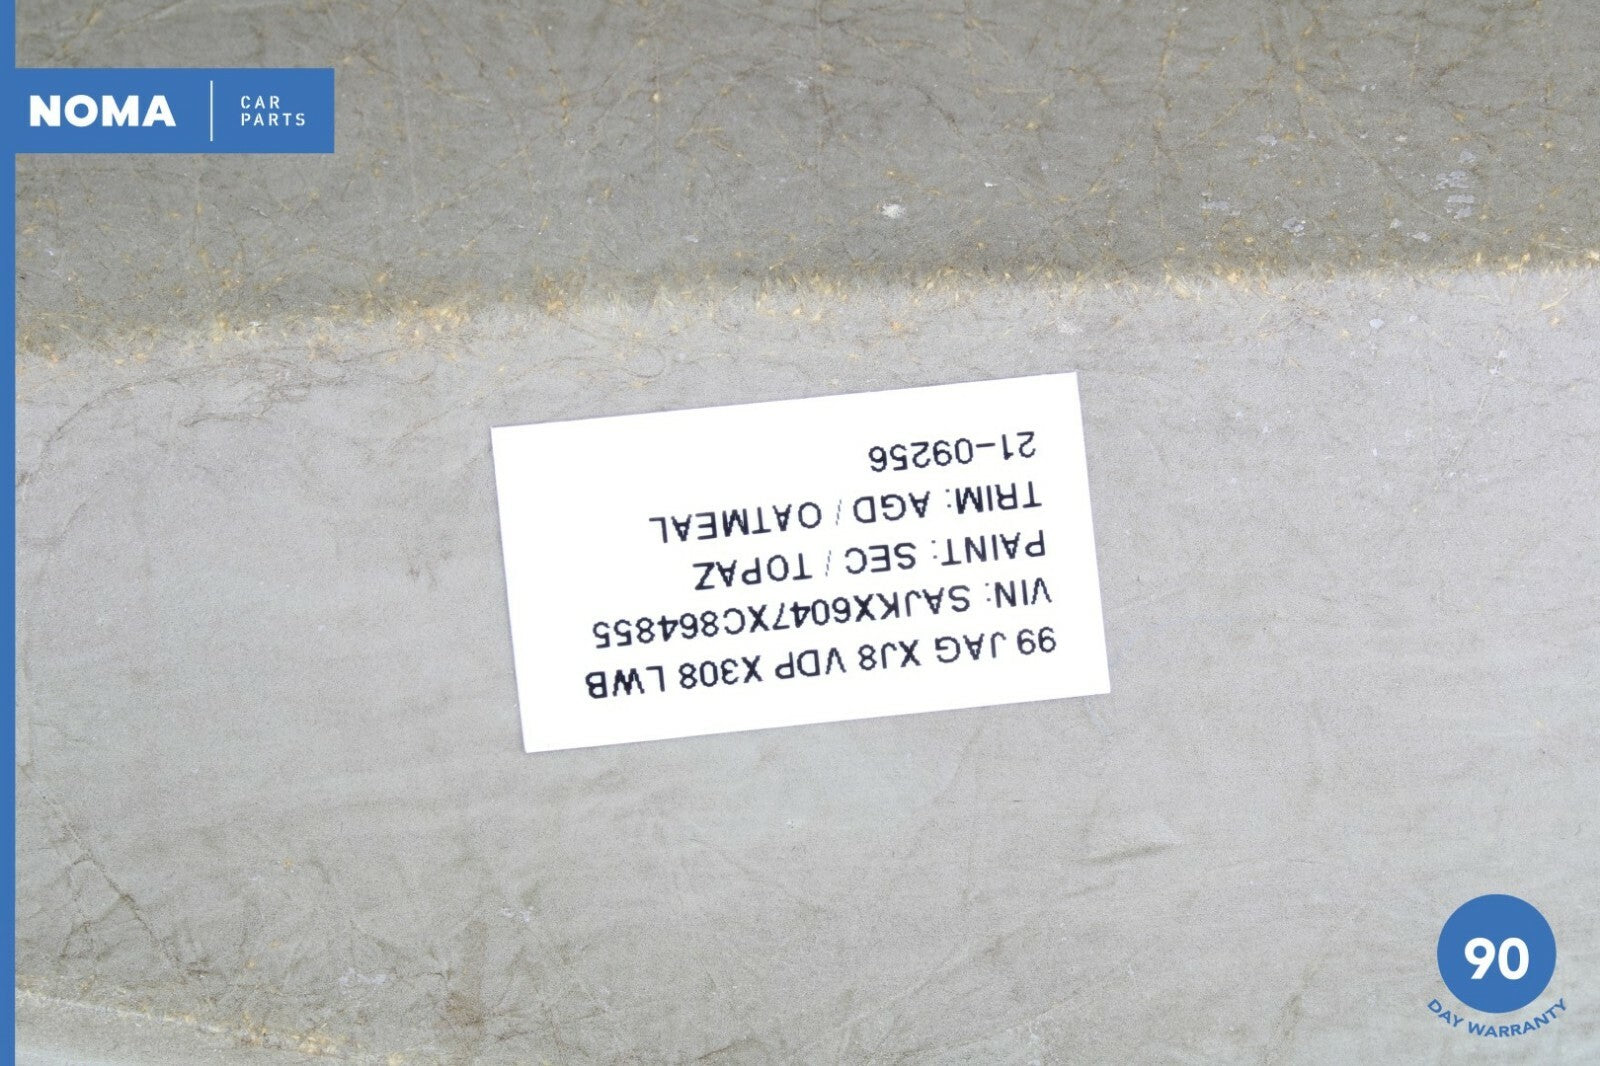 NOMA
CAR
PARTS
99 JAG XJ8 VDP X308 LWB
VIN: SAJKX6047XC864855
PAINT: SEC / TOPAZ
TRIM: AGD / OATMEAL
21-09256
90
DAY WARRANTY